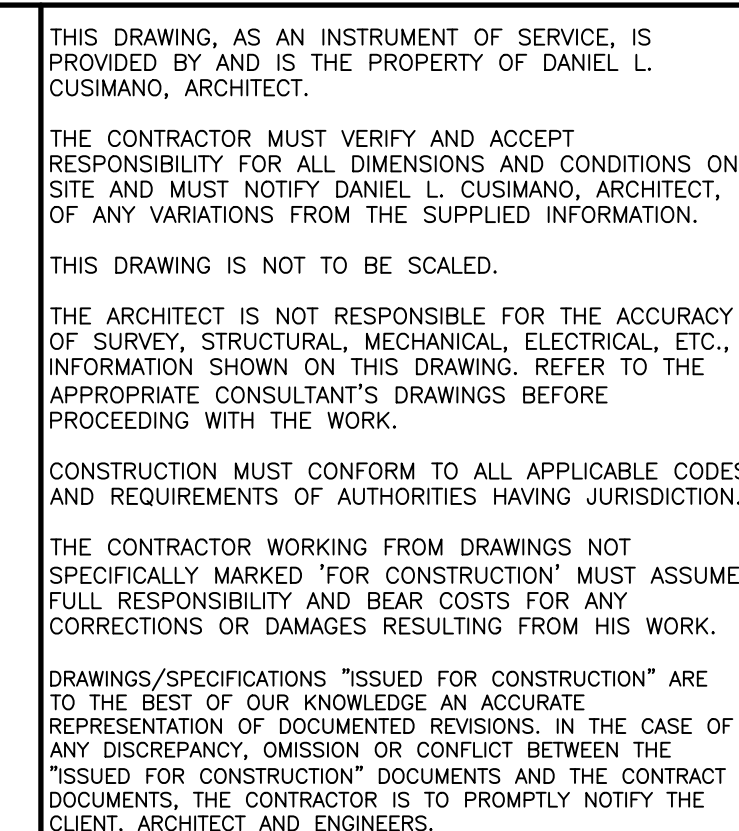 THIS DRAWING, AS AN INSTRUMENT OF SERVICE, IS
PROVIDED BY AND IS THE PROPERTY OF DANIEL L.
CUSIMANO, ARCHITECT.
THE CONTRACTOR MUST VERIFY AND ACCEPT
RESPONSIBILITY FOR ALL DIMENSIONS AND CONDITIONS ON
SITE AND MUST NOTIFY DANIEL L. CUSIMANO, ARCHITECT,
OF ANY VARIATIONS FROM THE SUPPLIED INFORMATION.
THIS DRAWING IS NOT TO BE SCALED.
THE ARCHITECT IS NOT RESPONSIBLE FOR THE ACCURACY
OF SURVEY, STRUCTURAL, MECHANICAL, ELECTRICAL, ETC.,
INFORMATION SHOWN ON THIS DRAWING. REFER TO THE
APPROPRIATE CONSULTANT'S DRAWINGS BEFORE
PROCEEDING WITH THE WORK.
CONSTRUCTION MUST CONFORM TO ALL APPLICABLE CODES
AND REQUIREMENTS OF AUTHORITIES HAVING JURISDICTION.
THE CONTRACTOR WORKING FROM DRAWINGS NOT
SPECIFICALLY MARKED 'FOR CONSTRUCTION' MUST ASSUME
FULL RESPONSIBILITY AND BEAR COSTS FOR ANY
CORRECTIONS OR DAMAGES RESULTING FROM HIS WORK.
DRAWINGS/SPECIFICATIONS "ISSUED FOR CONSTRUCTION" ARE
TO THE BEST OF OUR KNOWLEDGE AN ACCURATE
REPRESENTATION OF DOCUMENTED REVISIONS. IN THE CASE OF
ANY DISCREPANCY, OMISSION OR CONFLICT BETWEEN THE
"ISSUED FOR CONSTRUCTION" DOCUMENTS AND THE CONTRACT
DOCUMENTS, THE CONTRACTOR IS TO PROMPTLY NOTIFY THE
CLIENT, ARCHITECT AND ENGINEERS.